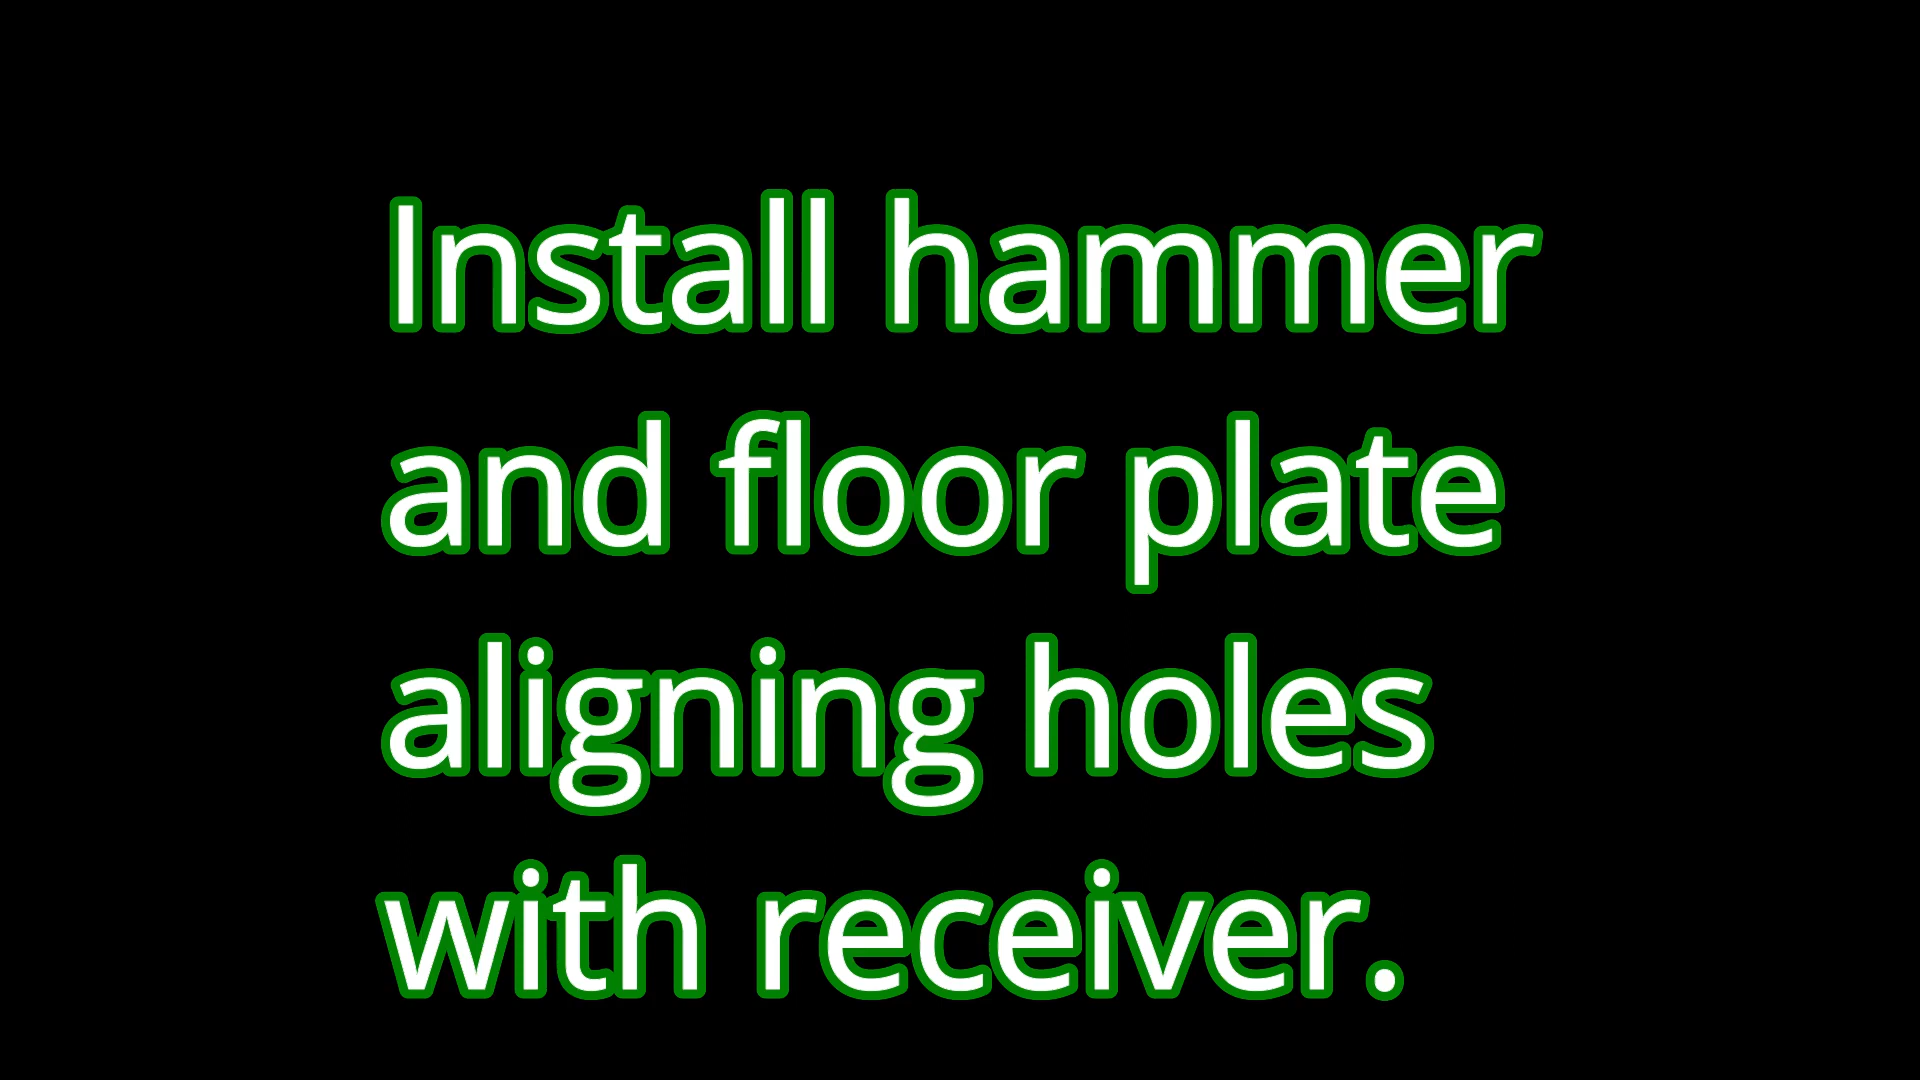 Install hammer
and floor plate
aligning holes
with receiver.